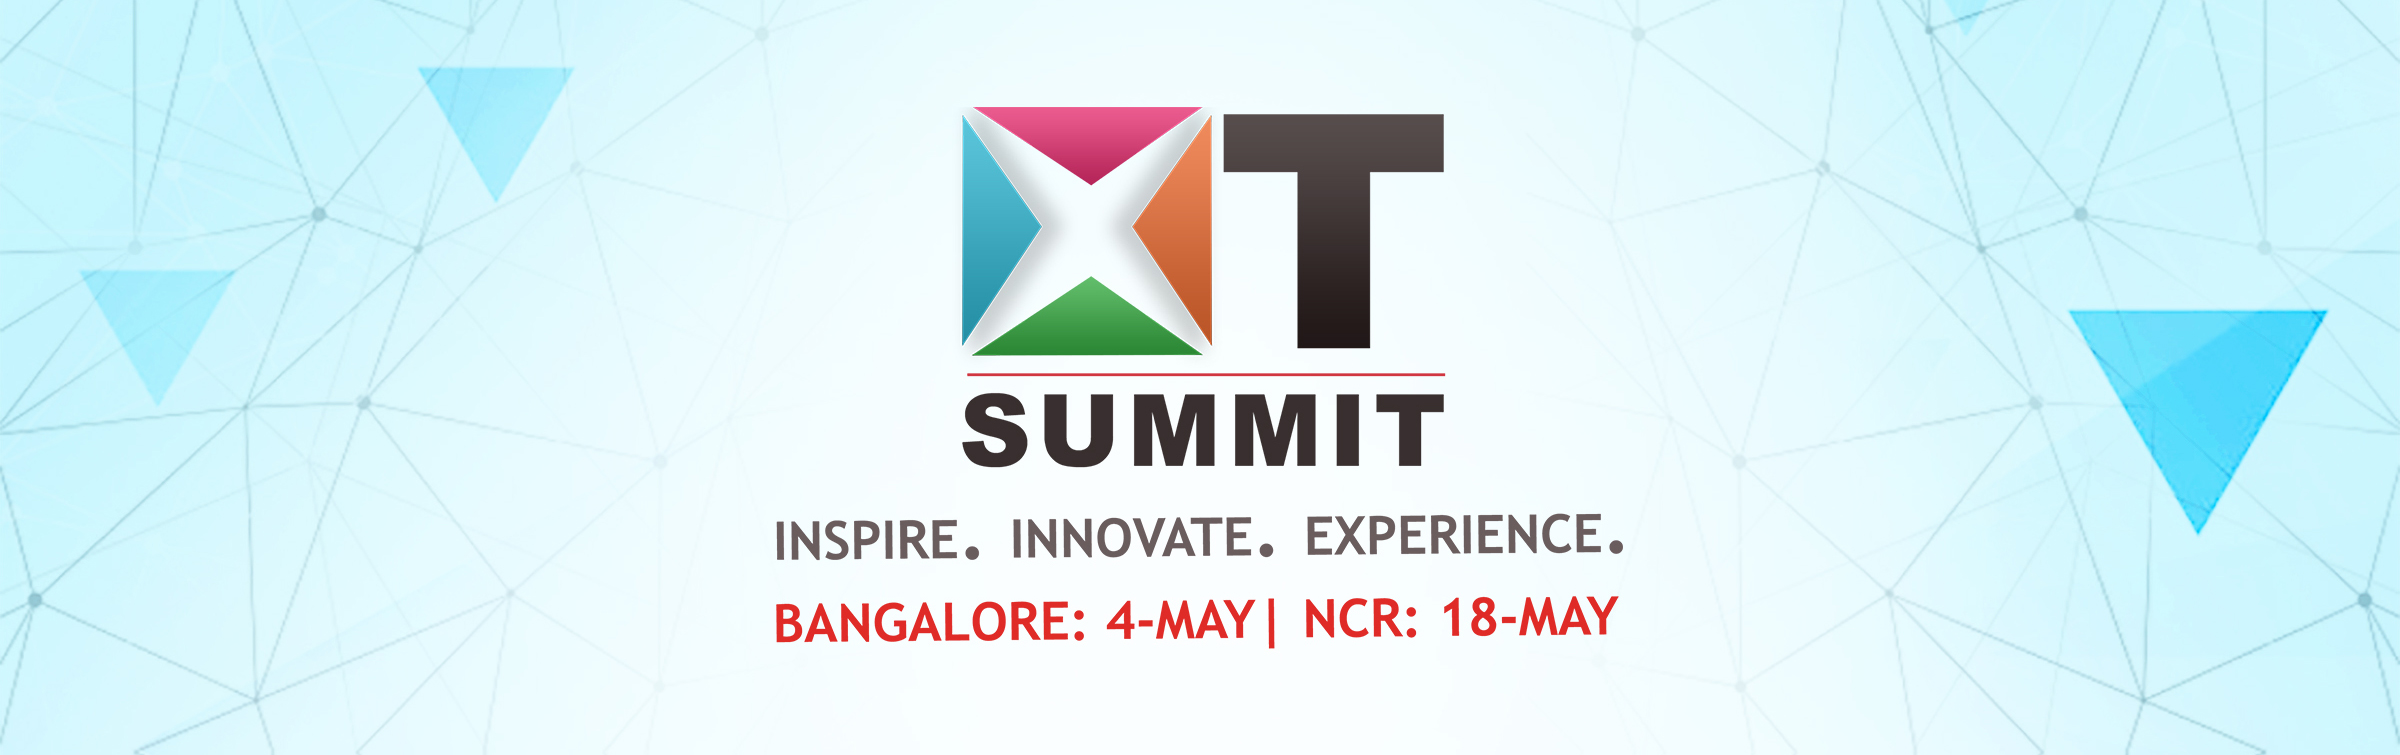 XT
SUMMIT
INSPIRE. INNOVATE. EXPERIENCE.
BANGALORE: 4-MAY| NCR: 18-MAY